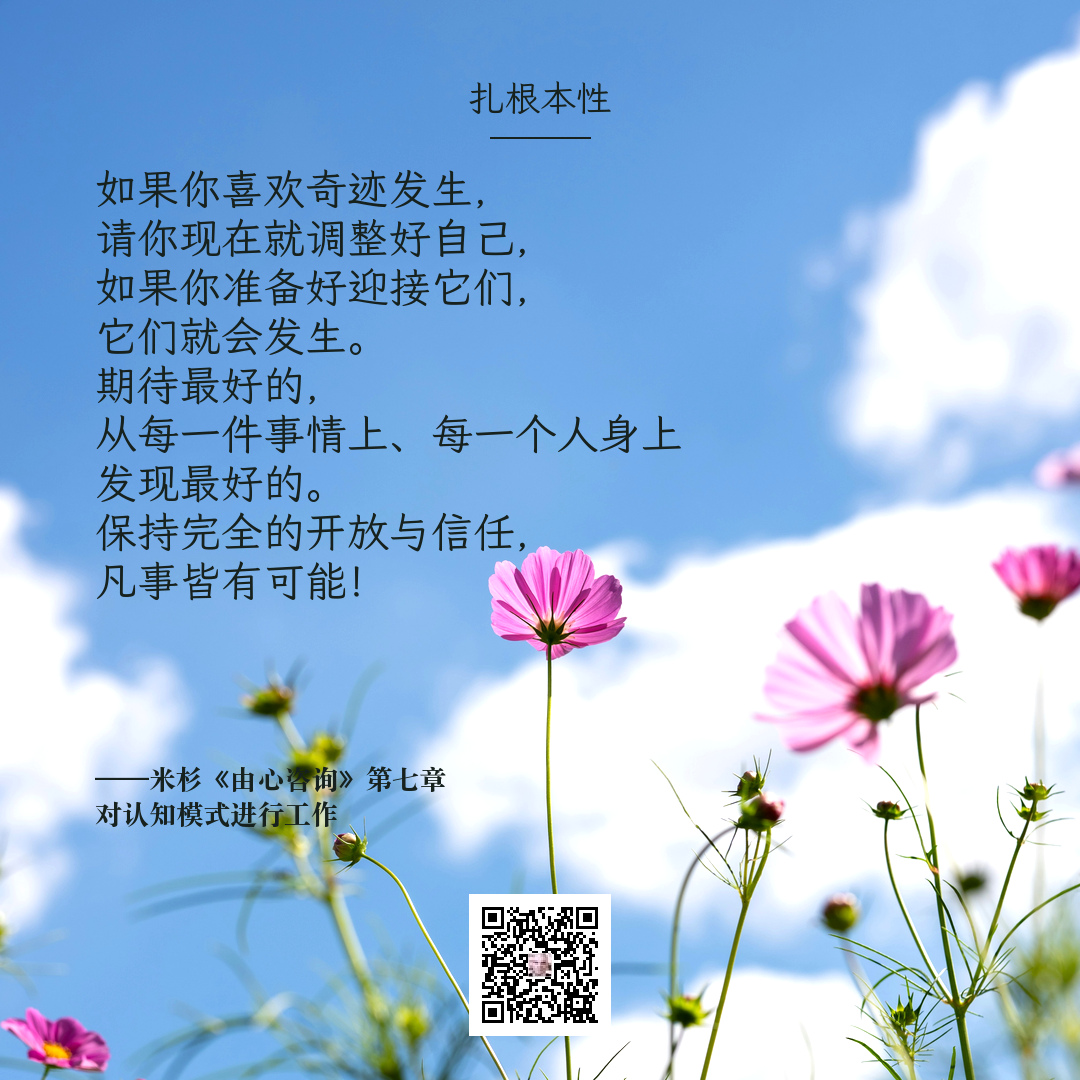 扎根本性
如果你喜欢奇迹发生,
请你现在就调整好自己,
如果你准备好迎接它们,
它们就会发生。
期待最好的,
从每一件事情上、每一个人身上
发现最好的。
保持完全的开放与信任,
凡事皆有可能!
——米杉《由心咨询》第七章
对认知模式进行工作